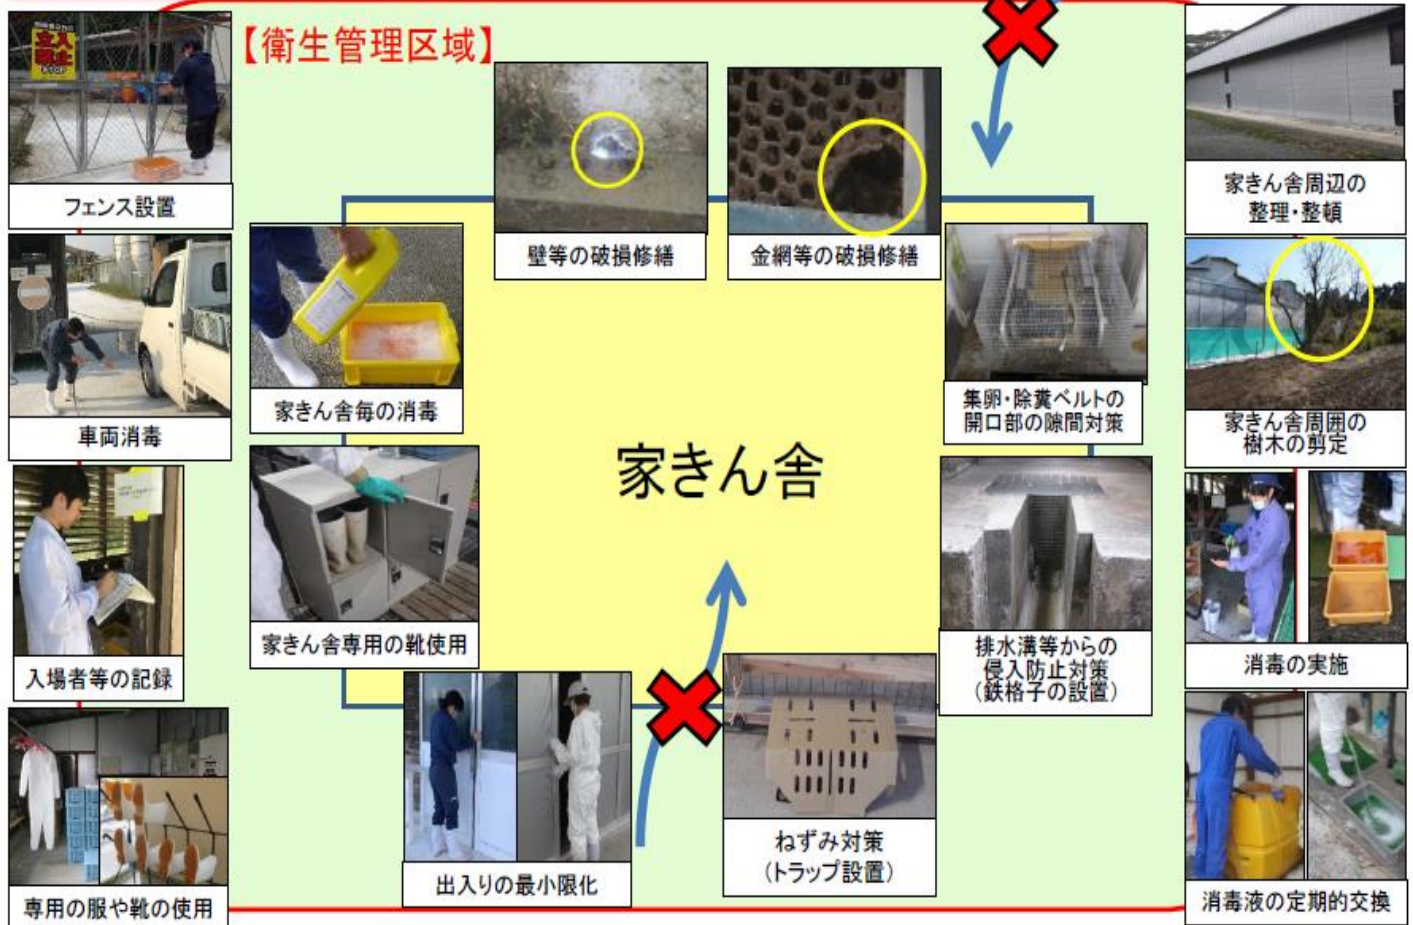 【衛生管理区域】
立入
禁止
フェンス設置
車両消毒
入場者等の記録
専用の服や靴の使用
家きん舎毎の消毒
家きん舎専用の靴使用
出入りの最小限化
壁等の破損修繕
金網等の破損修繕
家きん舎
ねずみ対策
(トラップ設置)
集卵・除糞ベルトの
開口部の隙間対策
排水溝等からの
侵入防止対策
(鉄格子の設置)
家きん舎周辺の
整理・整頓
家きん舎周囲の
樹木の剪定
消毒の実施
消毒液の定期的交換